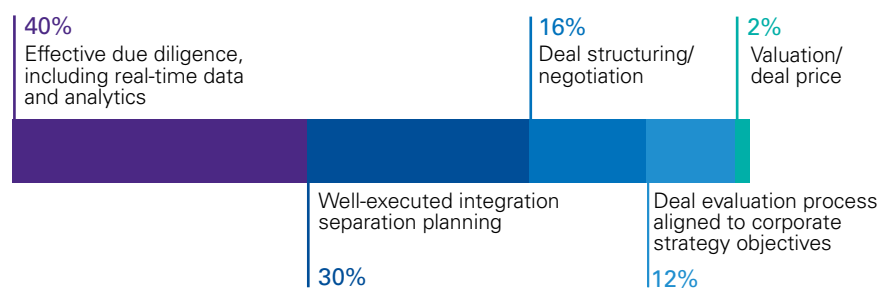 40%
Effective due diligence,
including real-time data
and analytics
16%
Deal structuring/
negotiation
2%
Valuation/
deal price
Well-executed integration
separation planning
30%
Deal evaluation process
aligned to corporate
strategy objectives
12%